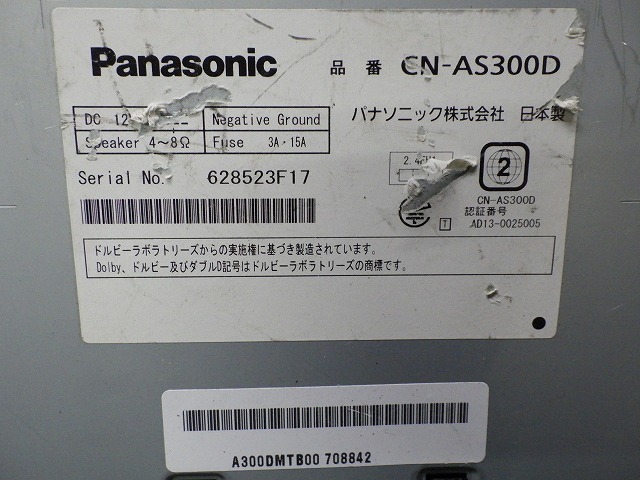 Panasonic 品番 CN-AS300D
DC 12 Negative Ground
Speaker 4～8Ω Fuse 3A・15A
パナソニック株式会社 日本製
Serial No. 628523F17
2.4
2
CN-AS300D
認証番号
T AD13-0025005
ドルビーラボラトリーズからの実施権に基づき製造されています。
Dolby、ドルビー及びダブルD記号はドルビーラボラトリーズの商標です。
A300DMTB00 708842